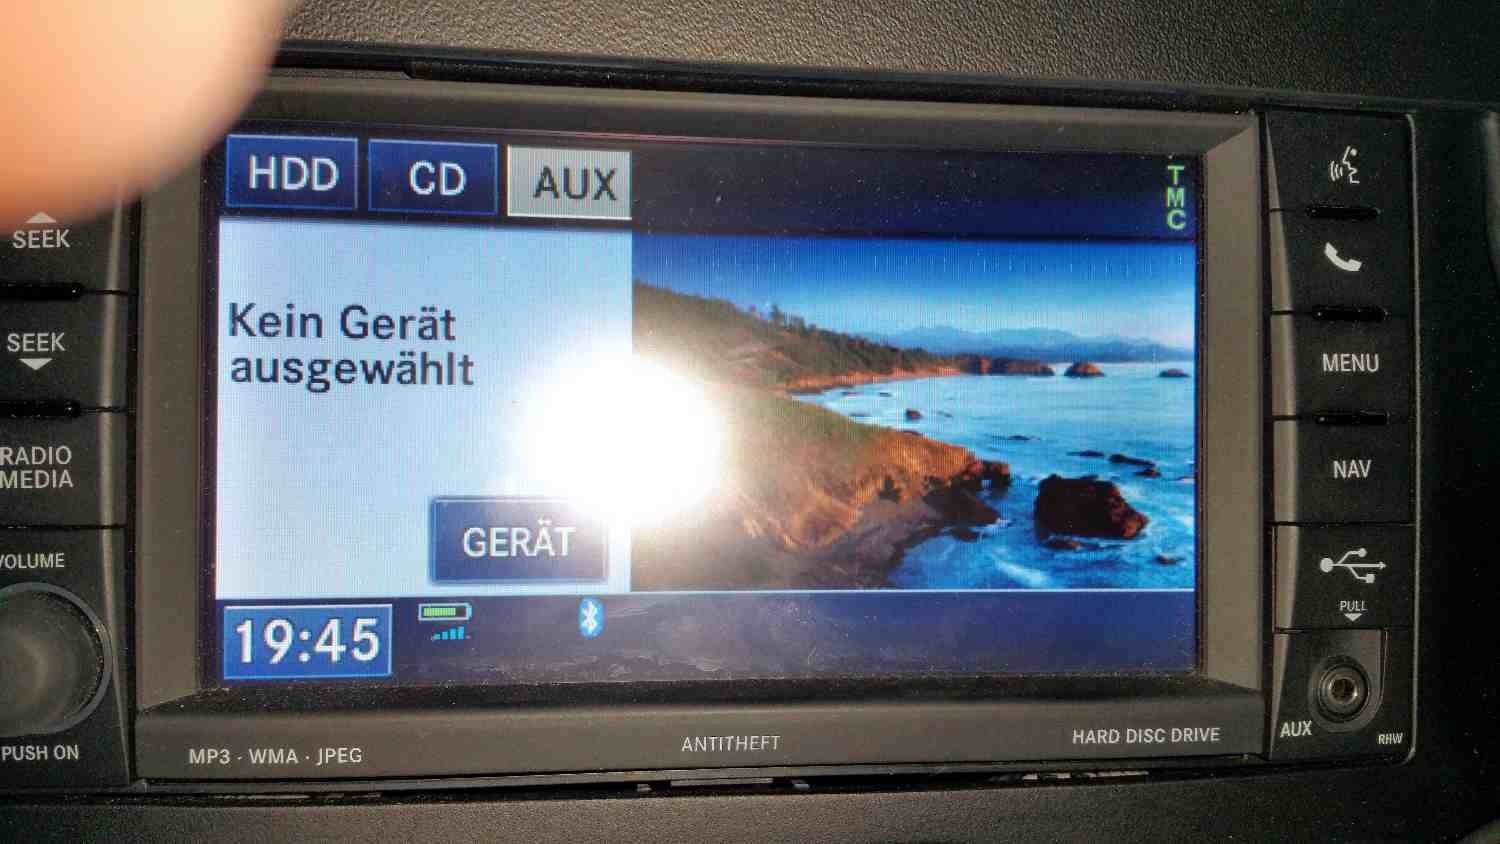 HDD
CD
AUX
TMC
Kein Gerät
ausgewählt
GERÄT
19:45
SEEK
SEEK
RADIO
MEDIA
VOLUME
PUSH ON
MENU
NAV
PULL
AUX
RHW
MP3 · WMA · JPEG
ANTITHEFT
HARD DISC DRIVE